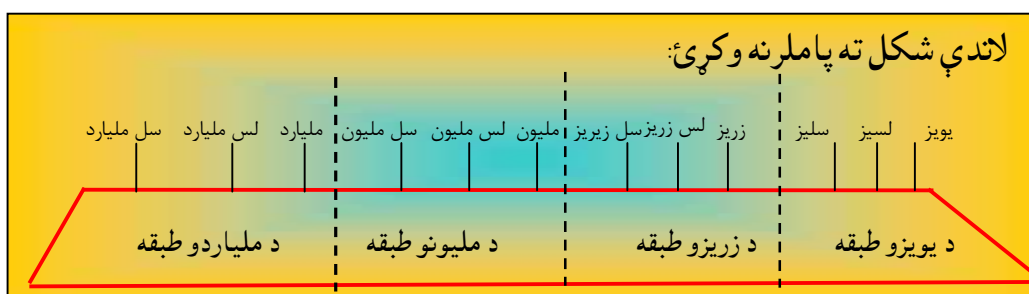 لاندې شکل ته پاملرنه وکړئ:
یویز لسیز سلیز زریز لس زریز سل زیریز ملیون لس ملیون سل ملیون ملیارد لس ملیارد سل ملیارد
د یویزو طبقه د زریزو طبقه د ملیونو طبقه د ملیاردو طبقه